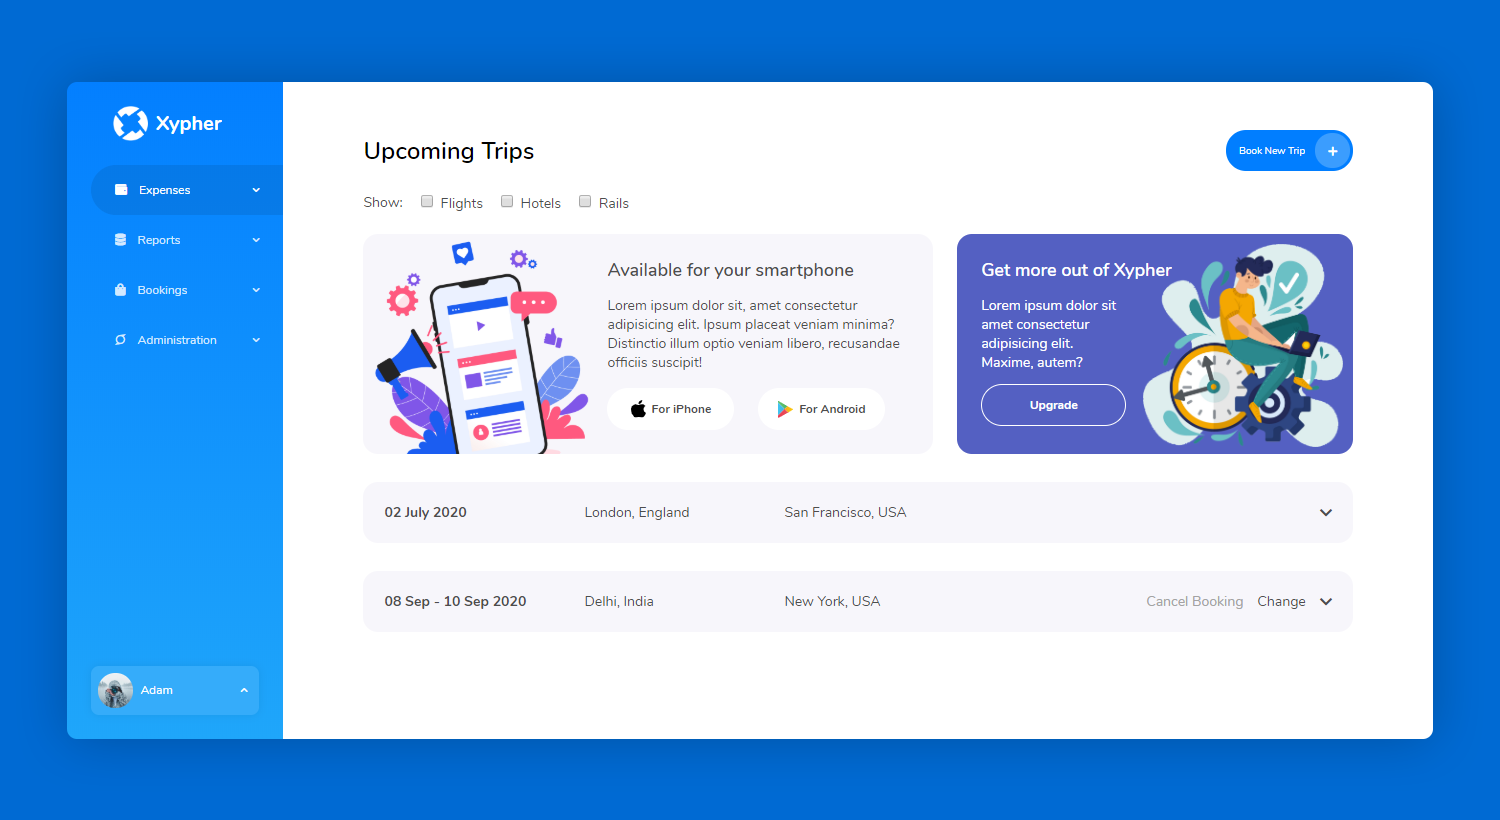 Xypher
Expenses
Reports
Bookings
Administration
Adam
Upcoming Trips
Book New Trip
Show: Flights Hotels Rails
Available for your smartphone
Lorem ipsum dolor sit, amet consectetur
adipisicing elit. Ipsum placeat veniam minima?
Distinctio illum optio veniam libero, recusandae
officiis suscipit!
For iPhone
For Android
Get more out of Xypher
Lorem ipsum dolor sit
amet consectetur
adipisicing elit.
Maxime, autem?
Upgrade
02 July 2020 London, England San Francisco, USA
08 Sep - 10 Sep 2020 Delhi, India New York, USA Cancel Booking Change